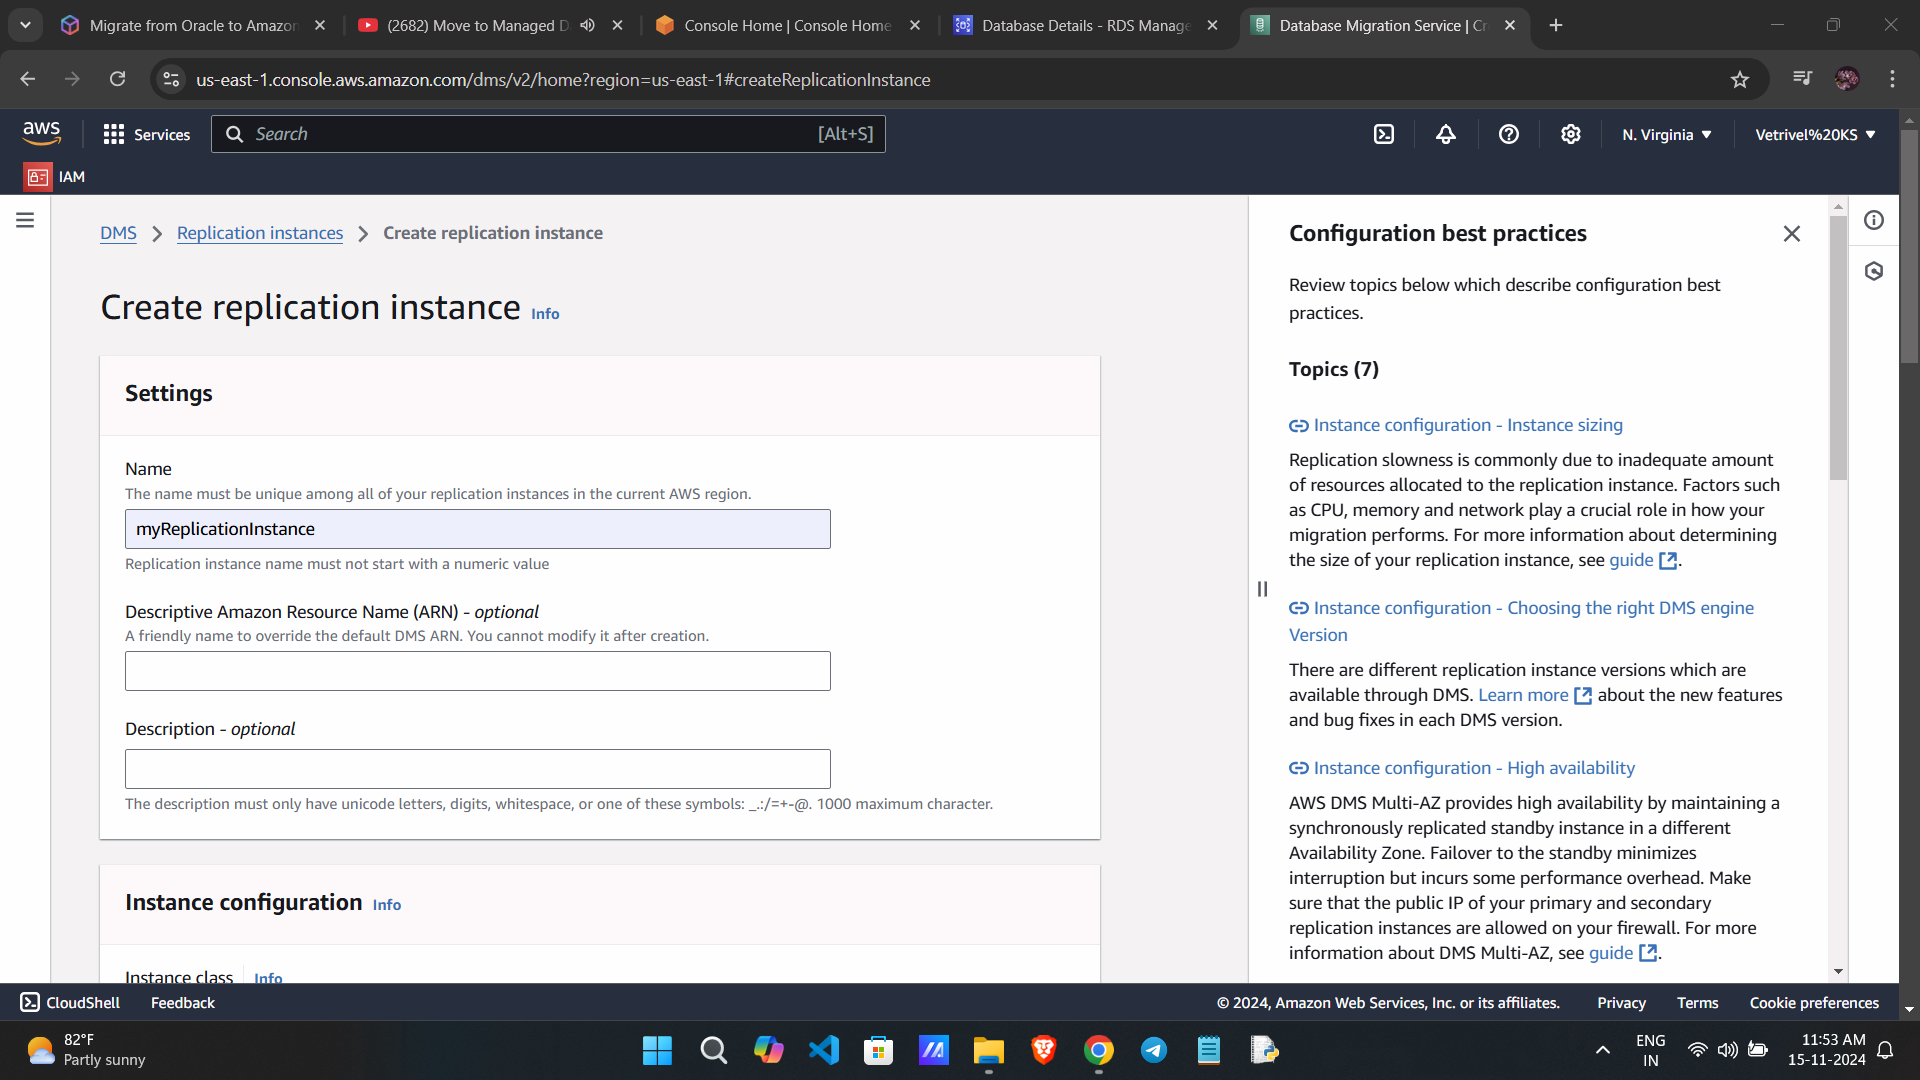 Migrate from Oracle to Amazon
(2682) Move to Managed D
Console Home | Console Home
Database Details - RDS Manage
Database Migration Service | Cr
us-east-1.console.aws.amazon.com/dms/v2/home?region=us-east-1#createReplicationInstance
aws
Services
Search
[Alt+S]
N. Virginia
Vetrivel%20KS
IAM
DMS
Replication instances
Create replication instance
Create replication instance Info
Settings
Name
The name must be unique among all of your replication instances in the current AWS region.
myReplicationInstance
Replication instance name must not start with a numeric value
Descriptive Amazon Resource Name (ARN) - optional
A friendly name to override the default DMS ARN. You cannot modify it after creation.
Description - optional
The description must only have unicode letters, digits, whitespace, or one of these symbols: _.:/=+-@. 1000 maximum character.
Instance configuration Info
Instance class Info
Configuration best practices
Review topics below which describe configuration best
practices.
Topics (7)
Instance configuration - Instance sizing
Replication slowness is commonly due to inadequate amount
of resources allocated to the replication instance. Factors such
as CPU, memory and network play a crucial role in how your
migration performs. For more information about determining
the size of your replication instance, see guide.
Instance configuration - Choosing the right DMS engine
Version
There are different replication instance versions which are
available through DMS. Learn more about the new features
and bug fixes in each DMS version.
Instance configuration - High availability
AWS DMS Multi-AZ provides high availability by maintaining a
synchronously replicated standby instance in a different
Availability Zone. Failover to the standby minimizes
interruption but incurs some performance overhead. Make
sure that the public IP of your primary and secondary
replication instances are allowed on your firewall. For more
information about DMS Multi-AZ, see guide.
CloudShell
Feedback
© 2024, Amazon Web Services, Inc. or its affiliates.
Privacy
Terms
Cookie preferences
82°F
Partly sunny
ENG
IN
11:53 AM
15-11-2024